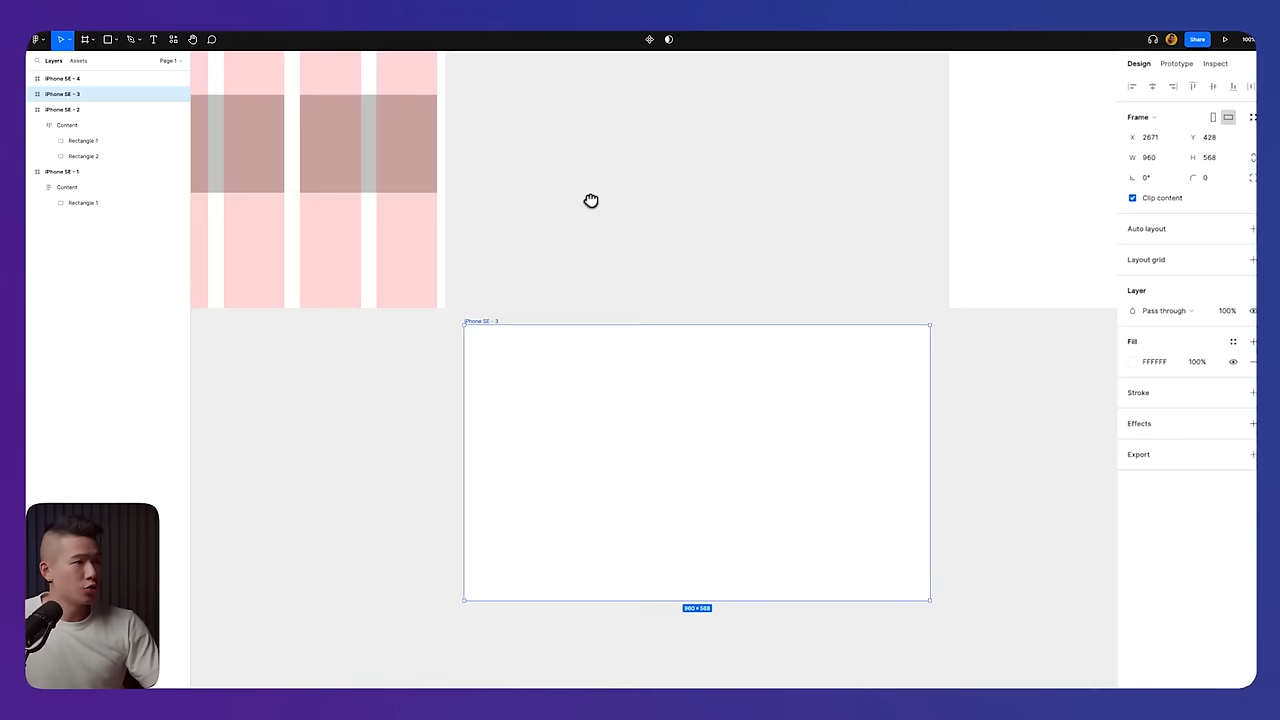 Share
100%
Layers
Assets
Page 1
iPhone SE - 4
iPhone SE - 3
iPhone SE - 2
Content
Rectangle 1
Rectangle 2
iPhone SE - 1
Content
Rectangle 1
iPhone SE - 3
960 × 568
Design
Prototype
Inspect
Frame
X 2671
Y 428
W 960
H 568
0°
0
Clip content
Auto layout
Layout grid
Layer
Pass through
100%
Fill
FFFFFF
100%
Stroke
Effects
Export